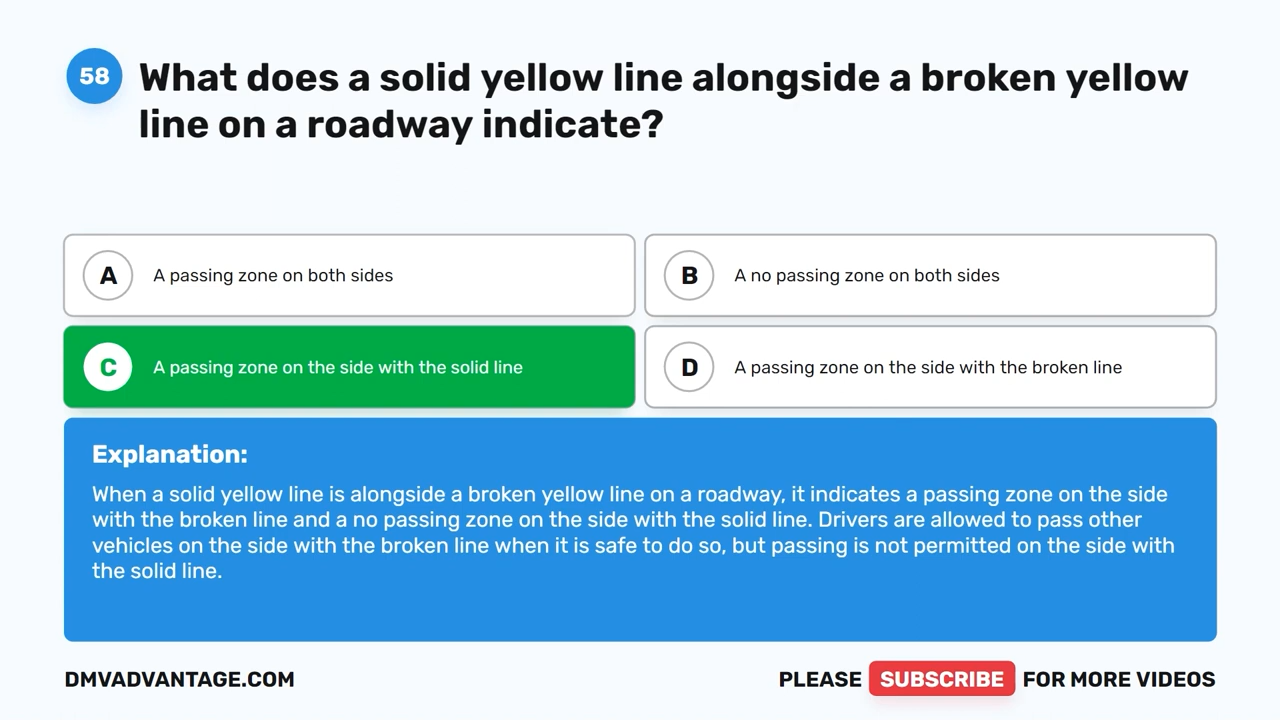 58
What does a solid yellow line alongside a broken yellow
line on a roadway indicate?
A
A passing zone on both sides
B
A no passing zone on both sides
C
A passing zone on the side with the solid line
D
A passing zone on the side with the broken line
Explanation:
When a solid yellow line is alongside a broken yellow line on a roadway, it indicates a passing zone on the side
with the broken line and a no passing zone on the side with the solid line. Drivers are allowed to pass other
vehicles on the side with the broken line when it is safe to do so, but passing is not permitted on the side with
the solid line.
DMVADVANTAGE.COM
PLEASE SUBSCRIBE FOR MORE VIDEOS